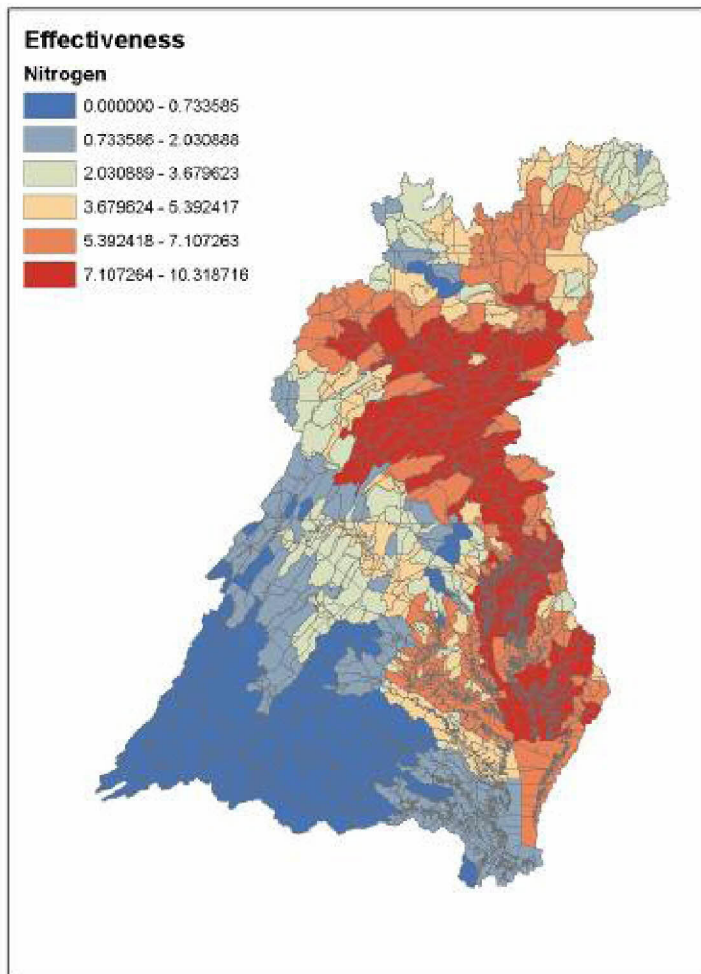 Effectiveness
Nitrogen
0.000000 - 0.733585
0.733586 - 2.030888
2.030889 - 3.679623
3.679624 - 5.392417
5.392418 - 7.107263
7.107264 - 10.318716